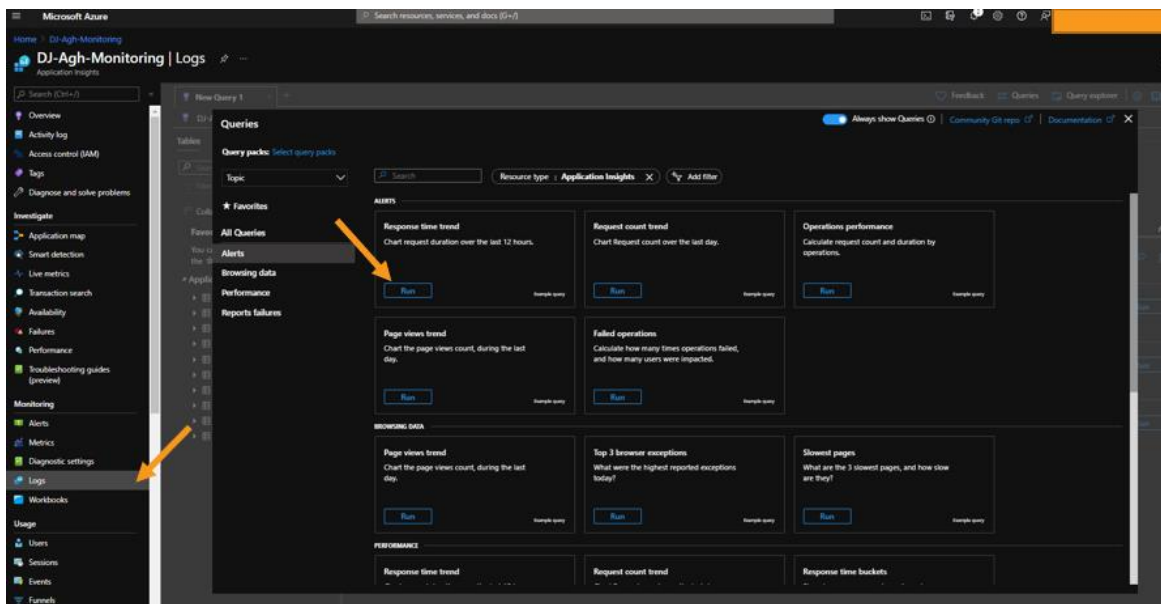 Microsoft Azure
Search resources, services, and docs (G+/)
Home > DJ-Agh-Monitoring
DJ-Agh-Monitoring | Logs
Application Insights
Search (Ctrl+/)
Overview
Activity log
Access control (IAM)
Tags
Diagnose and solve problems
Investigate
Application map
Smart detection
Live metrics
Transaction search
Availability
Failures
Performance
Troubleshooting guides
(preview)
Monitoring
Alerts
Metrics
Diagnostic settings
Logs
Workbooks
Usage
Users
Sessions
Events
Funnels
New Query 1
Feedback
Queries
Query explorer
Tables
Queries
Always show Queries
Community Git repo
Documentation
Query packs: Select query packs
Topic
Search
Resource type : Application Insights X
Add filter
Favorites
All Queries
Alerts
Browsing data
Performance
Reports failures
ALERTS
Response time trend
Chart request duration over the last 12 hours.
Run
Example query
Request count trend
Chart Request count over the last day.
Run
Example query
Operations performance
Calculate request count and duration by
operations.
Run
Example query
Page views trend
Chart the page views count, during the last
day.
Run
Example query
Failed operations
Calculate how many times operations failed,
and how many users were impacted.
Run
Example query
BROWSING DATA
Page views trend
Chart the page views count, during the last
day.
Run
Example query
Top 3 browser exceptions
What were the highest reported exceptions
today?
Run
Example query
Slowest pages
What are the 3 slowest pages, and how slow
are they?
Run
Example query
PERFORMANCE
Response time trend
Request count trend
Response time buckets